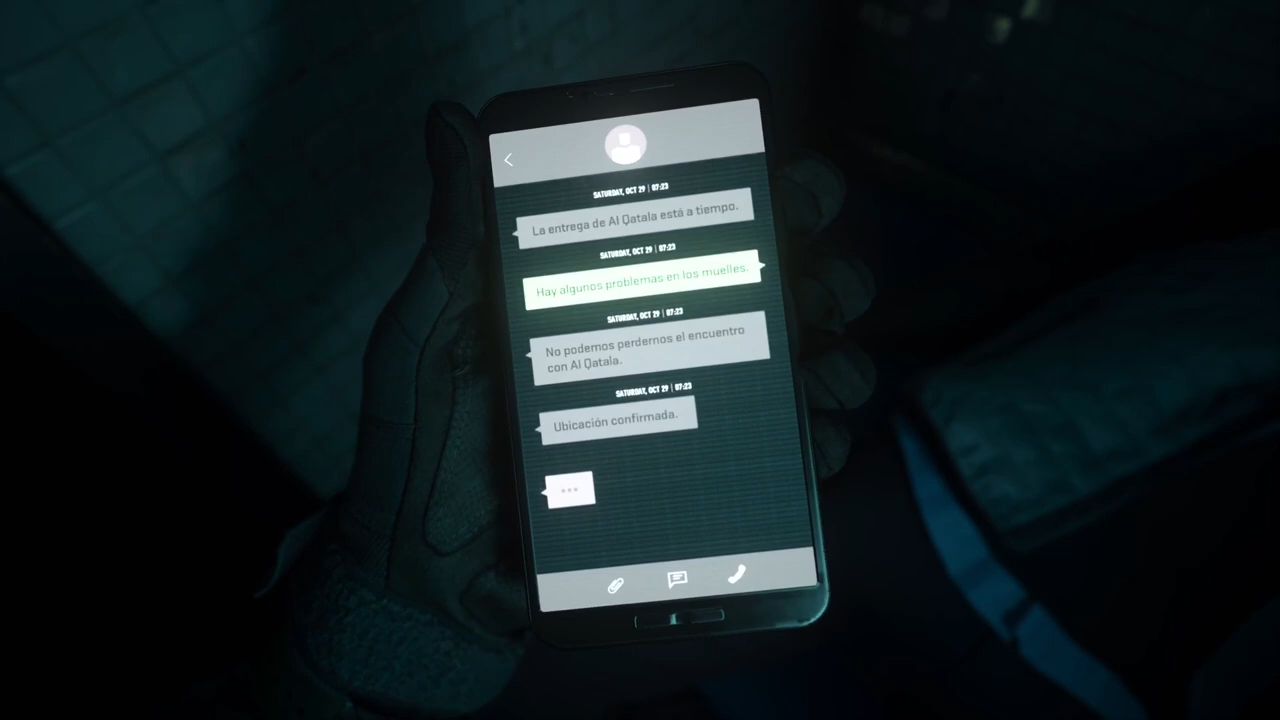 SATURDAY, OCT 29 | 07:23
La entrega de Al Qatala está a tiempo.
SATURDAY, OCT 29 | 07:23
Hay algunos problemas en los muelles.
SATURDAY, OCT 29 | 07:23
No podemos perdernos el encuentro
con Al Qatala.
SATURDAY, OCT 29 | 07:23
Ubicación confirmada.
...